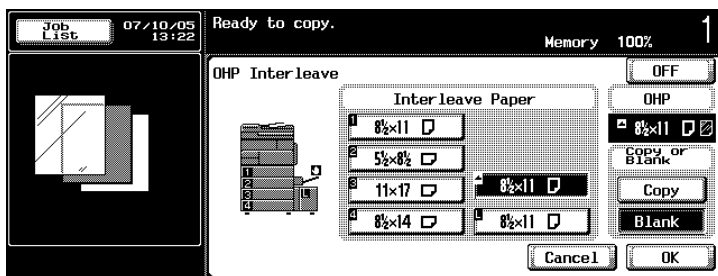 Job List 07/10/05 13:22
Ready to copy.
Memory 100% 1
OHP Interleave
OFF
Interleave Paper
OHP
1 8½×11
8½×11
2 5½×8½
Copy or Blank
3 11×17
8½×11
Copy
4 8½×14
L 8½×11
Blank
1
2
3
4
L
Cancel
OK